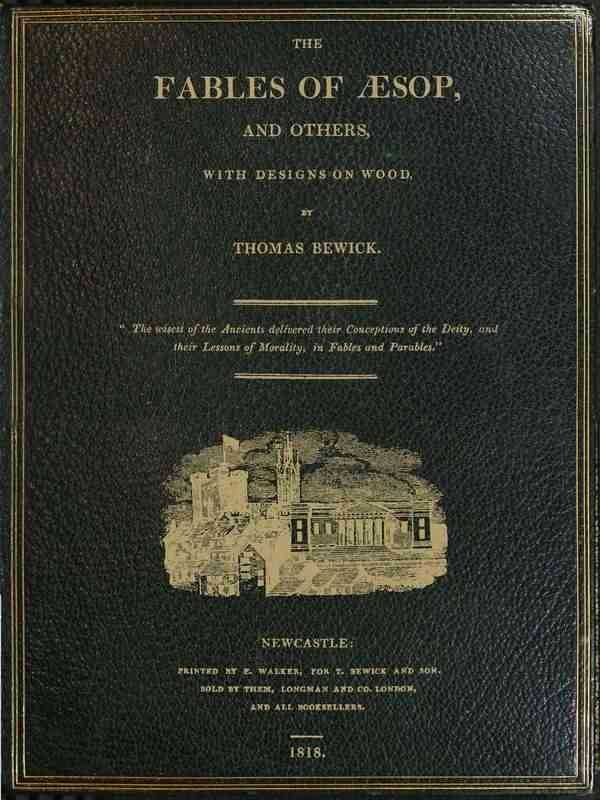 THE
FABLES OF ÆSOP,
AND OTHERS,
WITH DESIGNS ON WOOD,
BY
THOMAS BEWICK.
" The wisest of the Ancients delivered their Conceptions of the Deity, and
their Lessons of Morality, in Fables and Parables."
NEWCASTLE:
PRINTED BY E. WALKER, FOR T. BEWICK AND SON.
SOLD BY THEM, LONGMAN AND CO. LONDON,
AND ALL BOOKSELLERS.
1818.